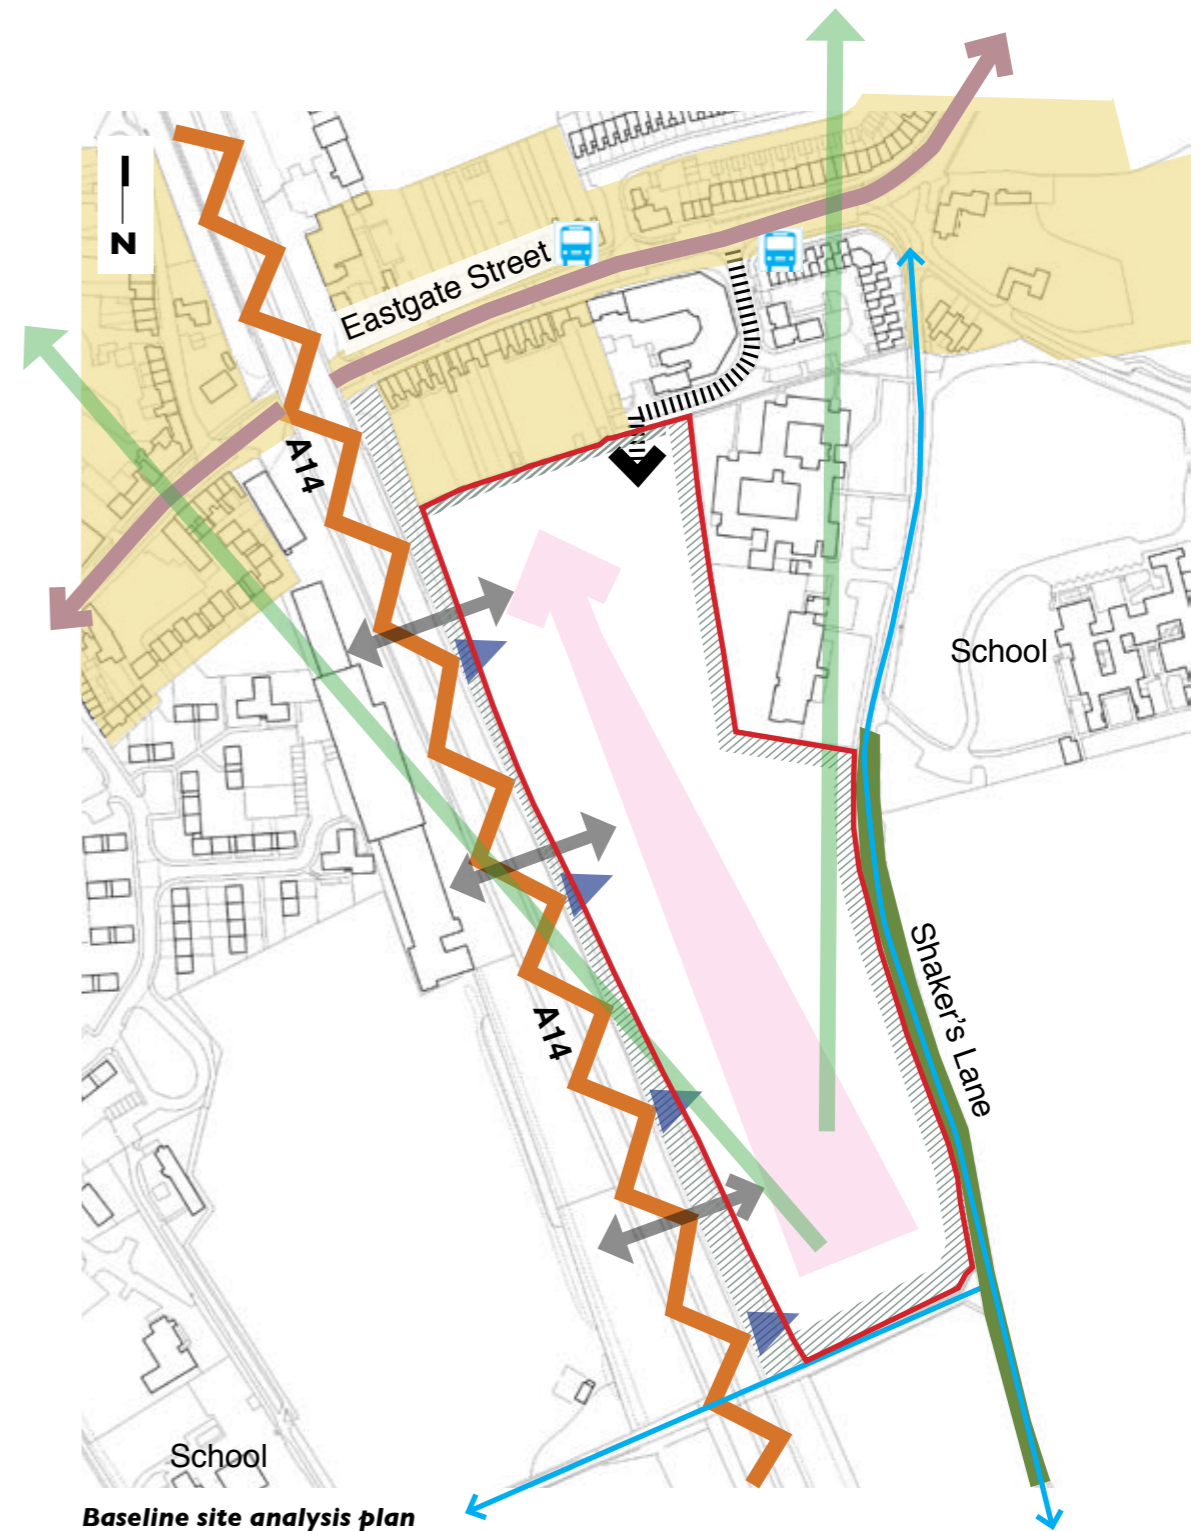 N
Eastgate Street
A14
School
Shaker's Lane
A14
School
Baseline site analysis plan